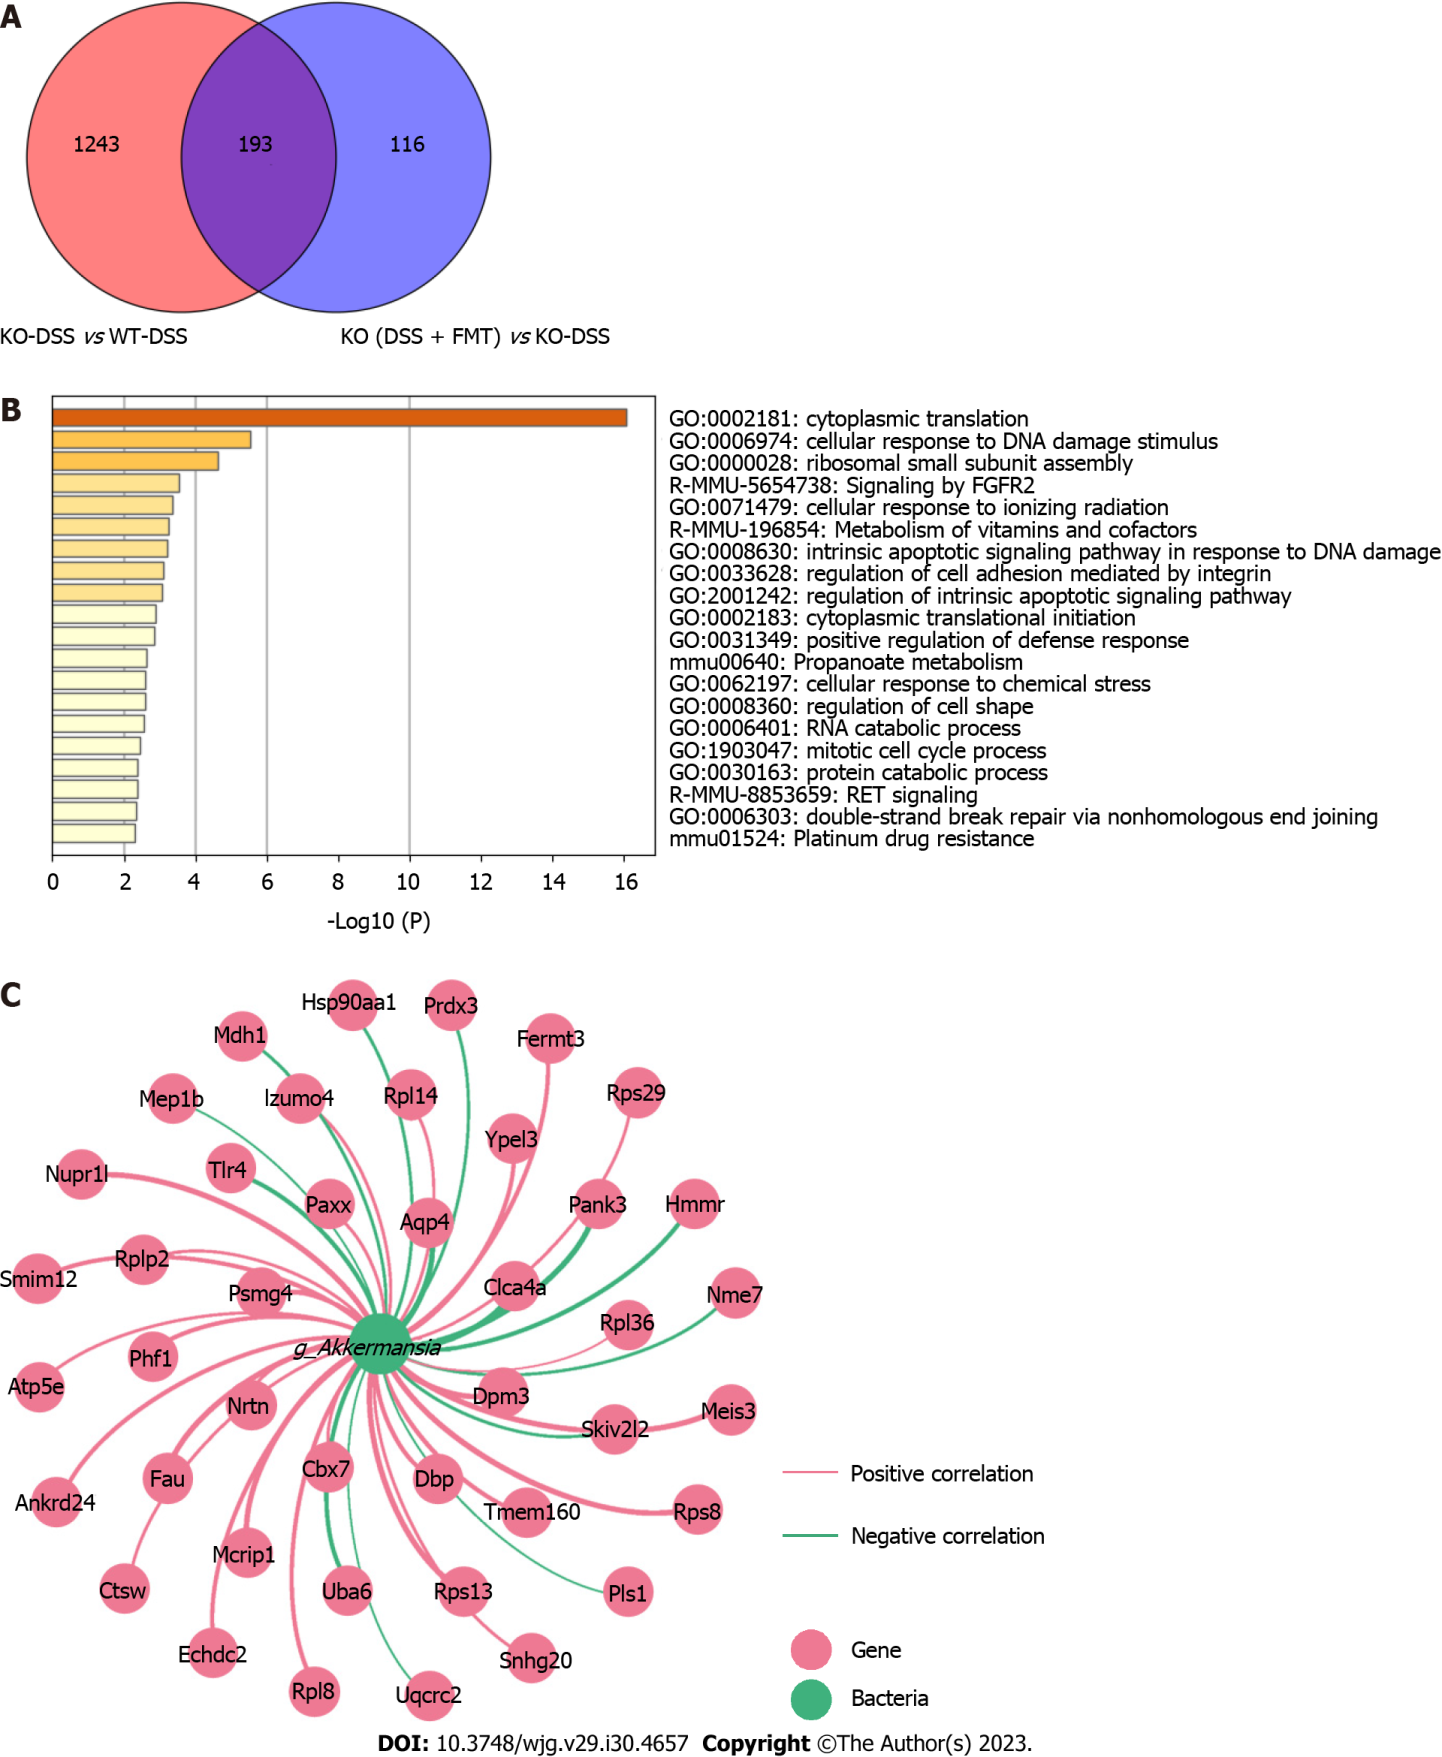 A
1243
193
116
KO-DSS vs WT-DSS
KO (DSS + FMT) vs KO-DSS
B
GO:0002181: cytoplasmic translation
GO:0006974: cellular response to DNA damage stimulus
GO:0000028: ribosomal small subunit assembly
R-MMU-5654738: Signaling by FGFR2
GO:0071479: cellular response to ionizing radiation
R-MMU-196854: Metabolism of vitamins and cofactors
GO:0008630: intrinsic apoptotic signaling pathway in response to DNA damage
GO:0033628: regulation of cell adhesion mediated by integrin
GO:2001242: regulation of intrinsic apoptotic signaling pathway
GO:0002183: cytoplasmic translational initiation
GO:0031349: positive regulation of defense response
mmu00640: Propanoate metabolism
GO:0062197: cellular response to chemical stress
GO:0008360: regulation of cell shape
GO:0006401: RNA catabolic process
GO:1903047: mitotic cell cycle process
GO:0030163: protein catabolic process
R-MMU-8853659: RET signaling
GO:0006303: double-strand break repair via nonhomologous end joining
mmu01524: Platinum drug resistance
0 2 4 6 8 10 12 14 16
-Log10 (P)
C
Hsp90aa1
Prdx3
Mdh1
Fermt3
Mep1b
Izumo4
Rpl14
Rps29
Ypel3
Nupr1l
Tlr4
Paxx
Aqp4
Pank3
Hmmr
Smim12
Rplp2
Psmg4
Clca4a
Nme7
Rpl36
g_Akkermansia
Phf1
Atp5e
Nrtn
Dpm3
Skiv2l2
Meis3
Ankrd24
Fau
Cbx7
Dbp
Tmem160
Rps8
Mcrip1
Ctsw
Uba6
Rps13
Pls1
Echdc2
Snhg20
Rpl8
Uqcrc2
Positive correlation
Negative correlation
Gene
Bacteria
DOI: 10.3748/wjg.v29.i30.4657 Copyright ©The Author(s) 2023.